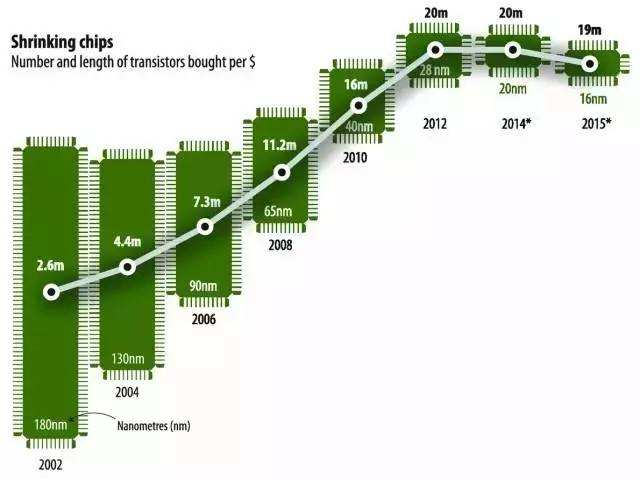 Shrinking chips
Number and length of transistors bought per $
2.6m
180nm*
2002
4.4m
130nm
2004
Nanometres (nm)
7.3m
90nm
2006
11.2m
65nm
2008
16m
40nm
2010
20m
28 nm
2012
20m
20nm
2014*
19m
16nm
2015*